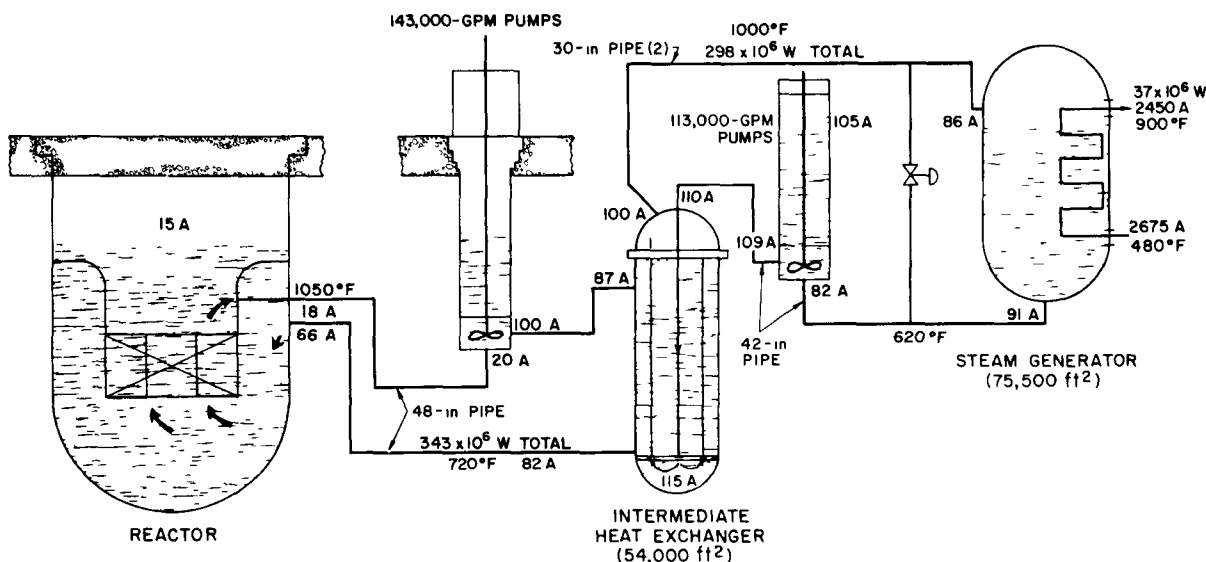 143,000-GPM PUMPS
1000°F
30-in PIPE (2)
298 x 10⁶ W TOTAL
37 x 10⁶ W
2450 A
900°F
113,000-GPM
PUMPS
105 A
86 A
15 A
110 A
100 A
2675 A
480°F
109 A
87 A
1050°F
18 A
66 A
100 A
82 A
91 A
20 A
42-in
PIPE
620°F
STEAM GENERATOR
(75,500 ft²)
48-in PIPE
343 x 10⁶ W TOTAL
720°F 82 A
115 A
REACTOR
INTERMEDIATE
HEAT EXCHANGER
(54,000 ft²)